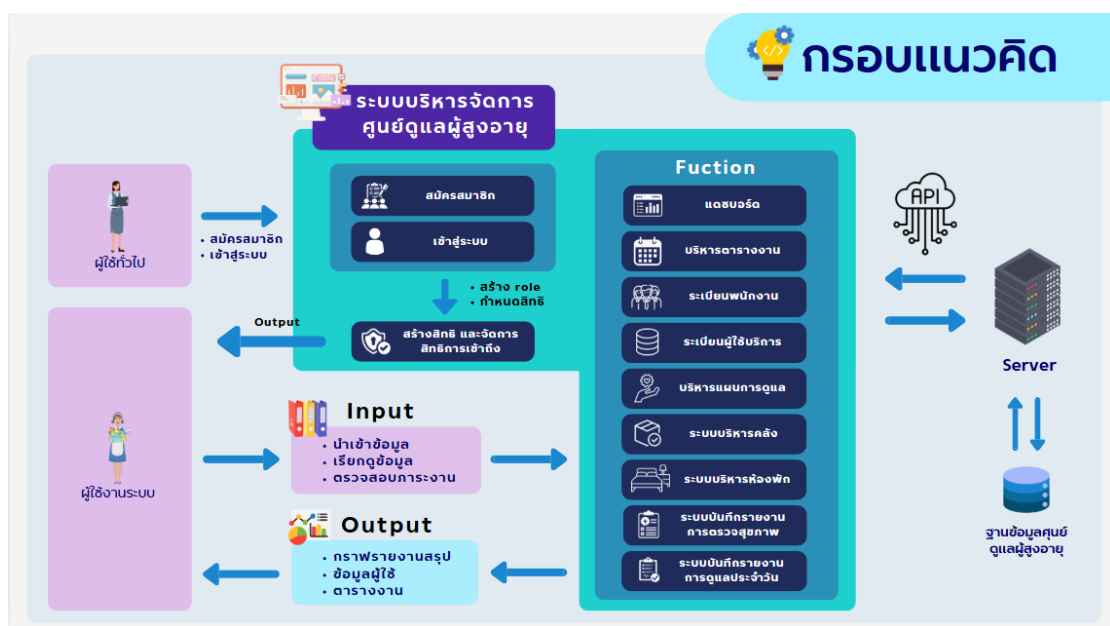 กรอบแนวคิด
ระบบบริหารจัดการ
ศูนย์ดูแลผู้สูงอายุ
ผู้ใช้ทั่วไป
• สมัครสมาชิก
• เข้าสู่ระบบ
สมัครสมาชิก
เข้าสู่ระบบ
• สร้าง role
• กำหนดสิทธิ
สร้างสิทธิ และจัดการ
สิทธิการเข้าถึง
Output
ผู้ใช้งานระบบ
Input
• นำเข้าข้อมูล
• เรียกดูข้อมูล
• ตรวจสอบภาระงาน
Output
• กราฟรายงานสรุป
• ข้อมูลผู้ใช้
• ตารางงาน
Fuction
แดชบอร์ด
บริหารตารางงาน
ระเบียนพนักงาน
ระเบียนผู้ใช้บริการ
บริหารแผนการดูแล
ระบบบริหารคลัง
ระบบบริหารห้องพัก
ระบบบันทึกรายงาน
การตรวจสุขภาพ
ระบบบันทึกรายงาน
การดูแลประจำวัน
API
Server
ฐานข้อมูลศูนย์
ดูแลผู้สูงอายุ